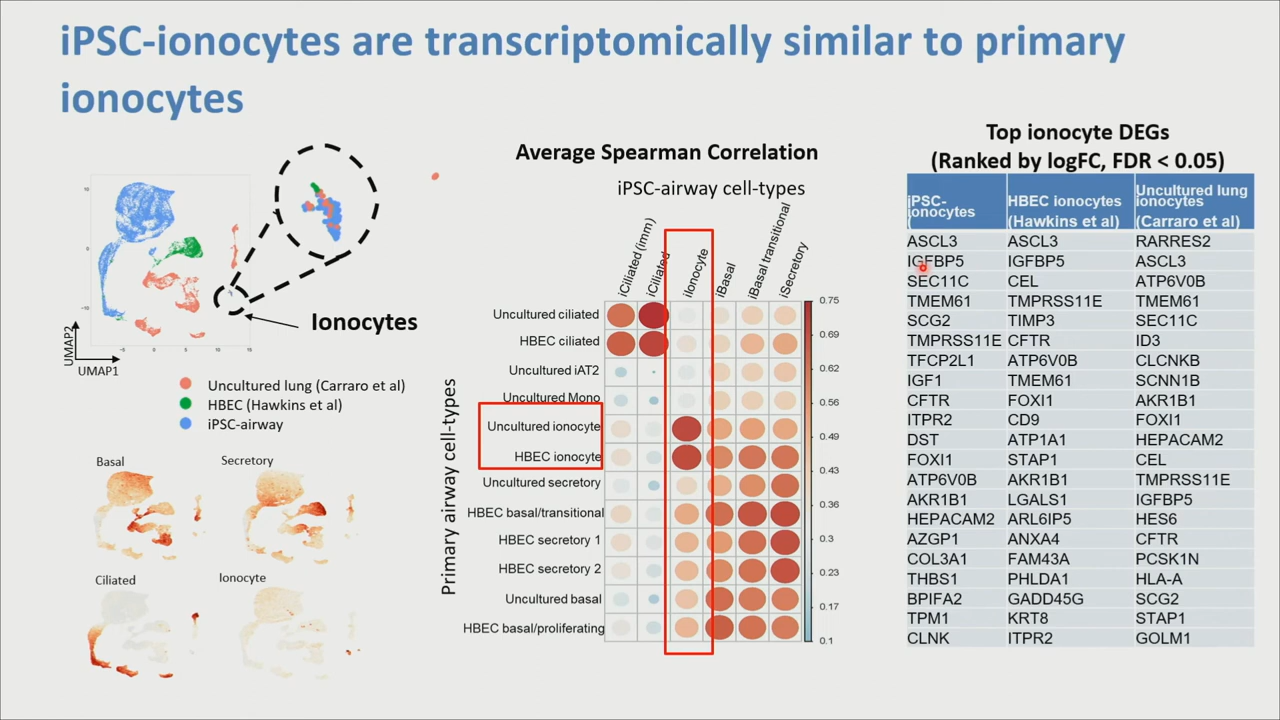 iPSC-ionocytes are transcriptomically similar to primary
ionocytes
Ionocytes
UMAP2
UMAP1
Uncultured lung (Carraro et al)
HBEC (Hawkins et al)
iPSC-airway
Basal
Secretory
Ciliated
Ionocyte
Average Spearman Correlation
iPSC-airway cell-types
iCiliated (imm)
iCiliated
iIonocyte
iBasal
iBasal transitional
iSecretory
Primary airway cell-types
Uncultured ciliated
HBEC ciliated
Uncultured iAT2
Uncultured Mono
Uncultured ionocyte
HBEC ionocyte
Uncultured secretory
HBEC basal/transitional
HBEC secretory 1
HBEC secretory 2
Uncultured basal
HBEC basal/proliferating
0.75
0.69
0.62
0.56
0.49
0.43
0.36
0.3
0.23
0.17
0.1
Top ionocyte DEGs
(Ranked by logFC, FDR < 0.05)
iPSC-ionocytes HBEC ionocytes (Hawkins et al) Uncultured lung ionocytes (Carraro et al)
ASCL3 ASCL3 RARRES2
IGFBP5 IGFBP5 ASCL3
SEC11C CEL ATP6V0B
TMEM61 TMPRSS11E TMEM61
SCG2 TIMP3 SEC11C
TMPRSS11E CFTR ID3
TFCP2L1 ATP6V0B CLCNKB
IGF1 TMEM61 SCNN1B
CFTR FOXI1 AKR1B1
ITPR2 CD9 FOXI1
DST ATP1A1 HEPACAM2
FOXI1 STAP1 CEL
ATP6V0B AKR1B1 TMPRSS11E
AKR1B1 LGALS1 IGFBP5
HEPACAM2 ARL6IP5 HES6
AZGP1 ANXA4 CFTR
COL3A1 FAM43A PCSK1N
THBS1 PHLDA1 HLA-A
BPIFA2 GADD45G SCG2
TPM1 KRT8 STAP1
CLNK ITPR2 GOLM1